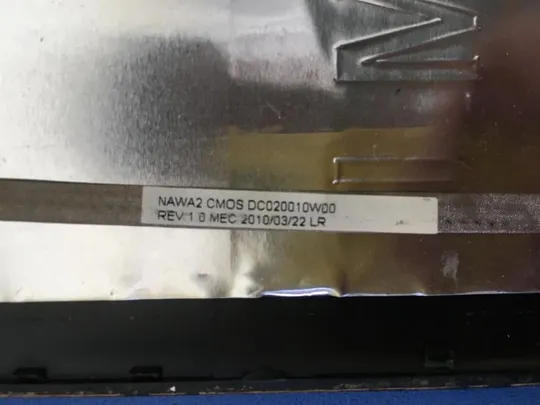 NAWA2 CMOS DC020010W00
REV:1.0 MEC 2010/03/22 LR